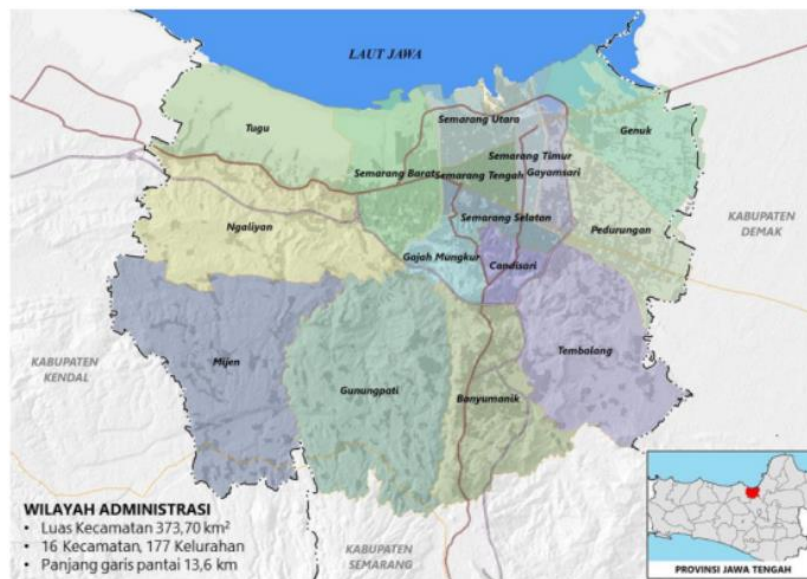 LAUT JAWA
Tugu
Semarang Utara
Genuk
Semarang Timur
Semarang Barat
Semarang Tengah
Gayamsari
Ngaliyan
Semarang Selatan
Pedurungan
KABUPATEN
DEMAK
Gajah Mungkur
Candisari
Mijen
Tembalang
KABUPATEN
KENDAL
Gunungpati
Banyumanik
WILAYAH ADMINISTRASI
• Luas Kecamatan 373,70 km²
• 16 Kecamatan, 177 Kelurahan
• Panjang garis pantai 13,6 km
KABUPATEN
SEMARANG
PROVINSI JAWA TENGAH